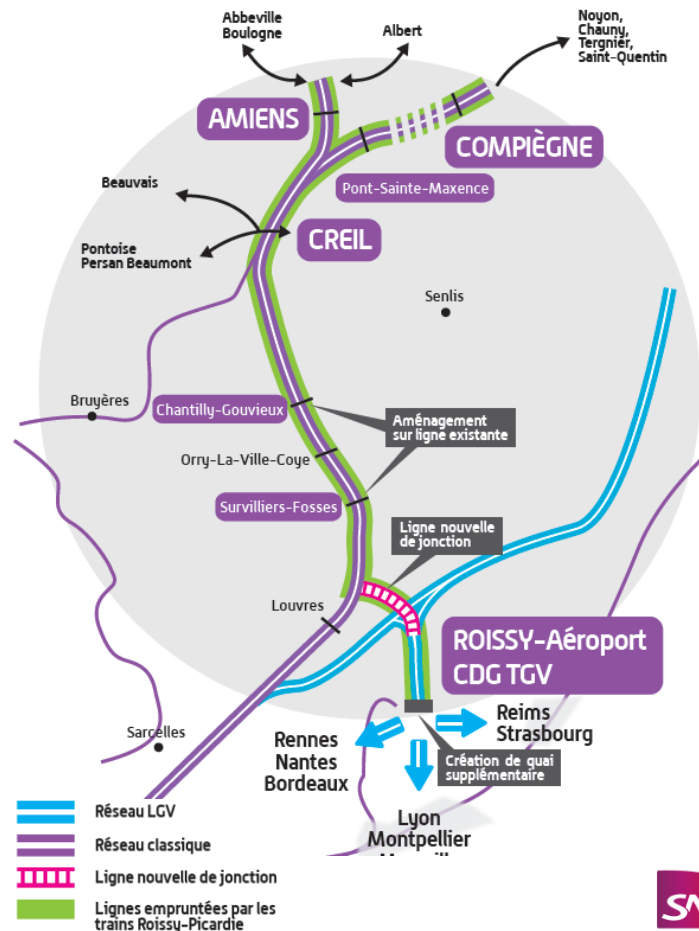 Abbeville
Boulogne
Albert
Noyon,
Chauny,
Tergnier,
Saint-Quentin
AMIENS
COMPIÈGNE
Pont-Sainte-Maxence
Beauvais
CREIL
Pontoise
Persan Beaumont
Senlis
Bruyères
Chantilly-Gouvieux
Aménagement
sur ligne existante
Orry-La-Ville-Coye
Survilliers-Fosses
Ligne nouvelle
de jonction
Louvres
ROISSY-Aéroport
CDG TGV
Sarcelles
Rennes
Nantes
Bordeaux
Reims
Strasbourg
Création de quai
supplémentaire
Lyon
Montpellier
Réseau LGV
Réseau classique
Ligne nouvelle de jonction
Lignes empruntées par les
trains Roissy-Picardie